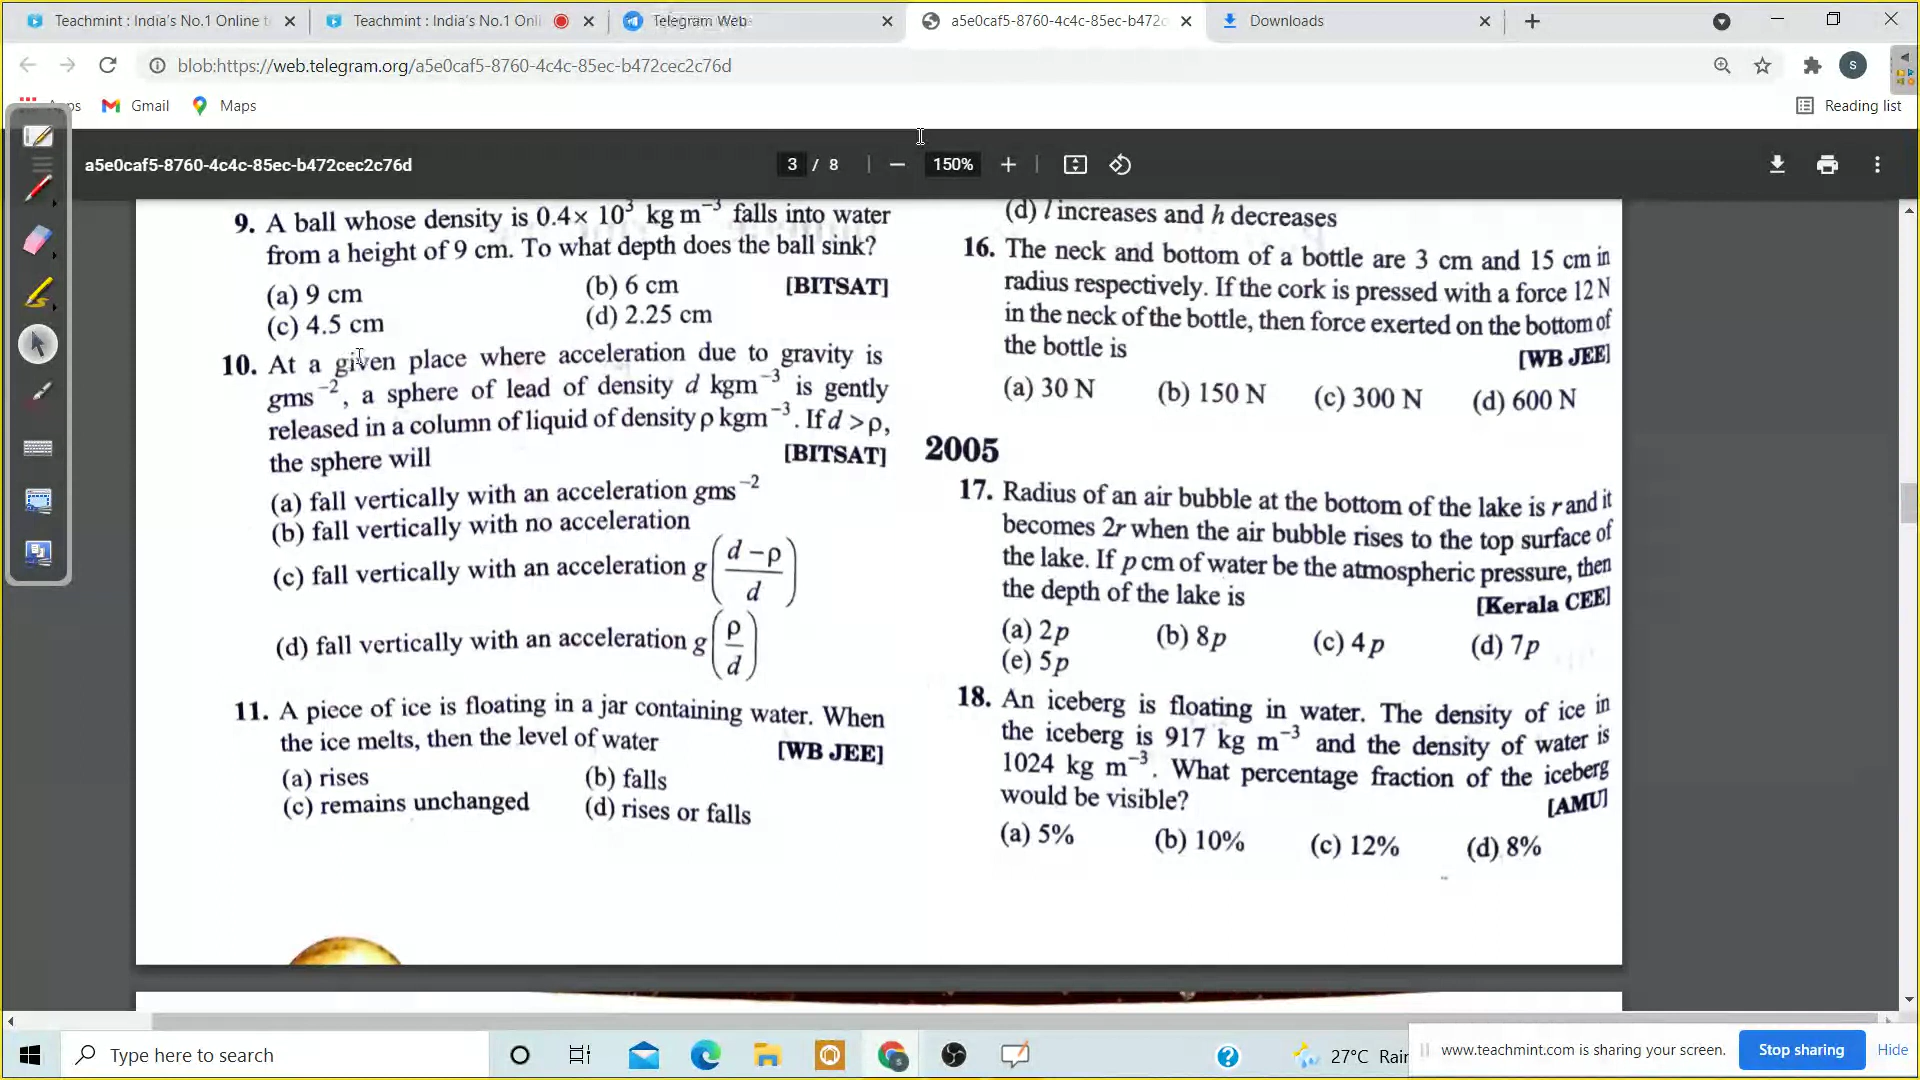 Teachmint : India's No.1 Online t
Teachmint : India's No.1 Onli
Telegram Web
a5e0caf5-8760-4c4c-85ec-b472c
Downloads
blob:https://web.telegram.org/a5e0caf5-8760-4c4c-85ec-b472cec2c76d
S
Gmail
Maps
Reading list
a5e0caf5-8760-4c4c-85ec-b472cec2c76d
3 / 8
150%
9. A ball whose density is 0.4× 10³ kg m⁻³ falls into water
from a height of 9 cm. To what depth does the ball sink?
[BITSAT]
(a) 9 cm (b) 6 cm
(c) 4.5 cm (d) 2.25 cm
10. At a given place where acceleration due to gravity is
gms⁻², a sphere of lead of density d kgm⁻³ is gently
released in a column of liquid of density ρ kgm⁻³. If d > ρ,
the sphere will [BITSAT]
(a) fall vertically with an acceleration gms⁻²
(b) fall vertically with no acceleration
(c) fall vertically with an acceleration g((d − ρ)/d)
(d) fall vertically with an acceleration g(ρ/d)
11. A piece of ice is floating in a jar containing water. When
the ice melts, then the level of water [WB JEE]
(a) rises (b) falls
(c) remains unchanged (d) rises or falls
(d) l increases and h decreases
16. The neck and bottom of a bottle are 3 cm and 15 cm in
radius respectively. If the cork is pressed with a force 12 N
in the neck of the bottle, then force exerted on the bottom of
the bottle is [WB JEE]
(a) 30 N (b) 150 N (c) 300 N (d) 600 N
2005
17. Radius of an air bubble at the bottom of the lake is r and it
becomes 2r when the air bubble rises to the top surface of
the lake. If p cm of water be the atmospheric pressure, then
the depth of the lake is [Kerala CEE]
(a) 2p (b) 8p (c) 4p (d) 7p
(e) 5p
18. An iceberg is floating in water. The density of ice in
the iceberg is 917 kg m⁻³ and the density of water is
1024 kg m⁻³. What percentage fraction of the iceberg
would be visible? [AMU]
(a) 5% (b) 10% (c) 12% (d) 8%
Type here to search
27°C
www.teachmint.com is sharing your screen.
Stop sharing
Hide